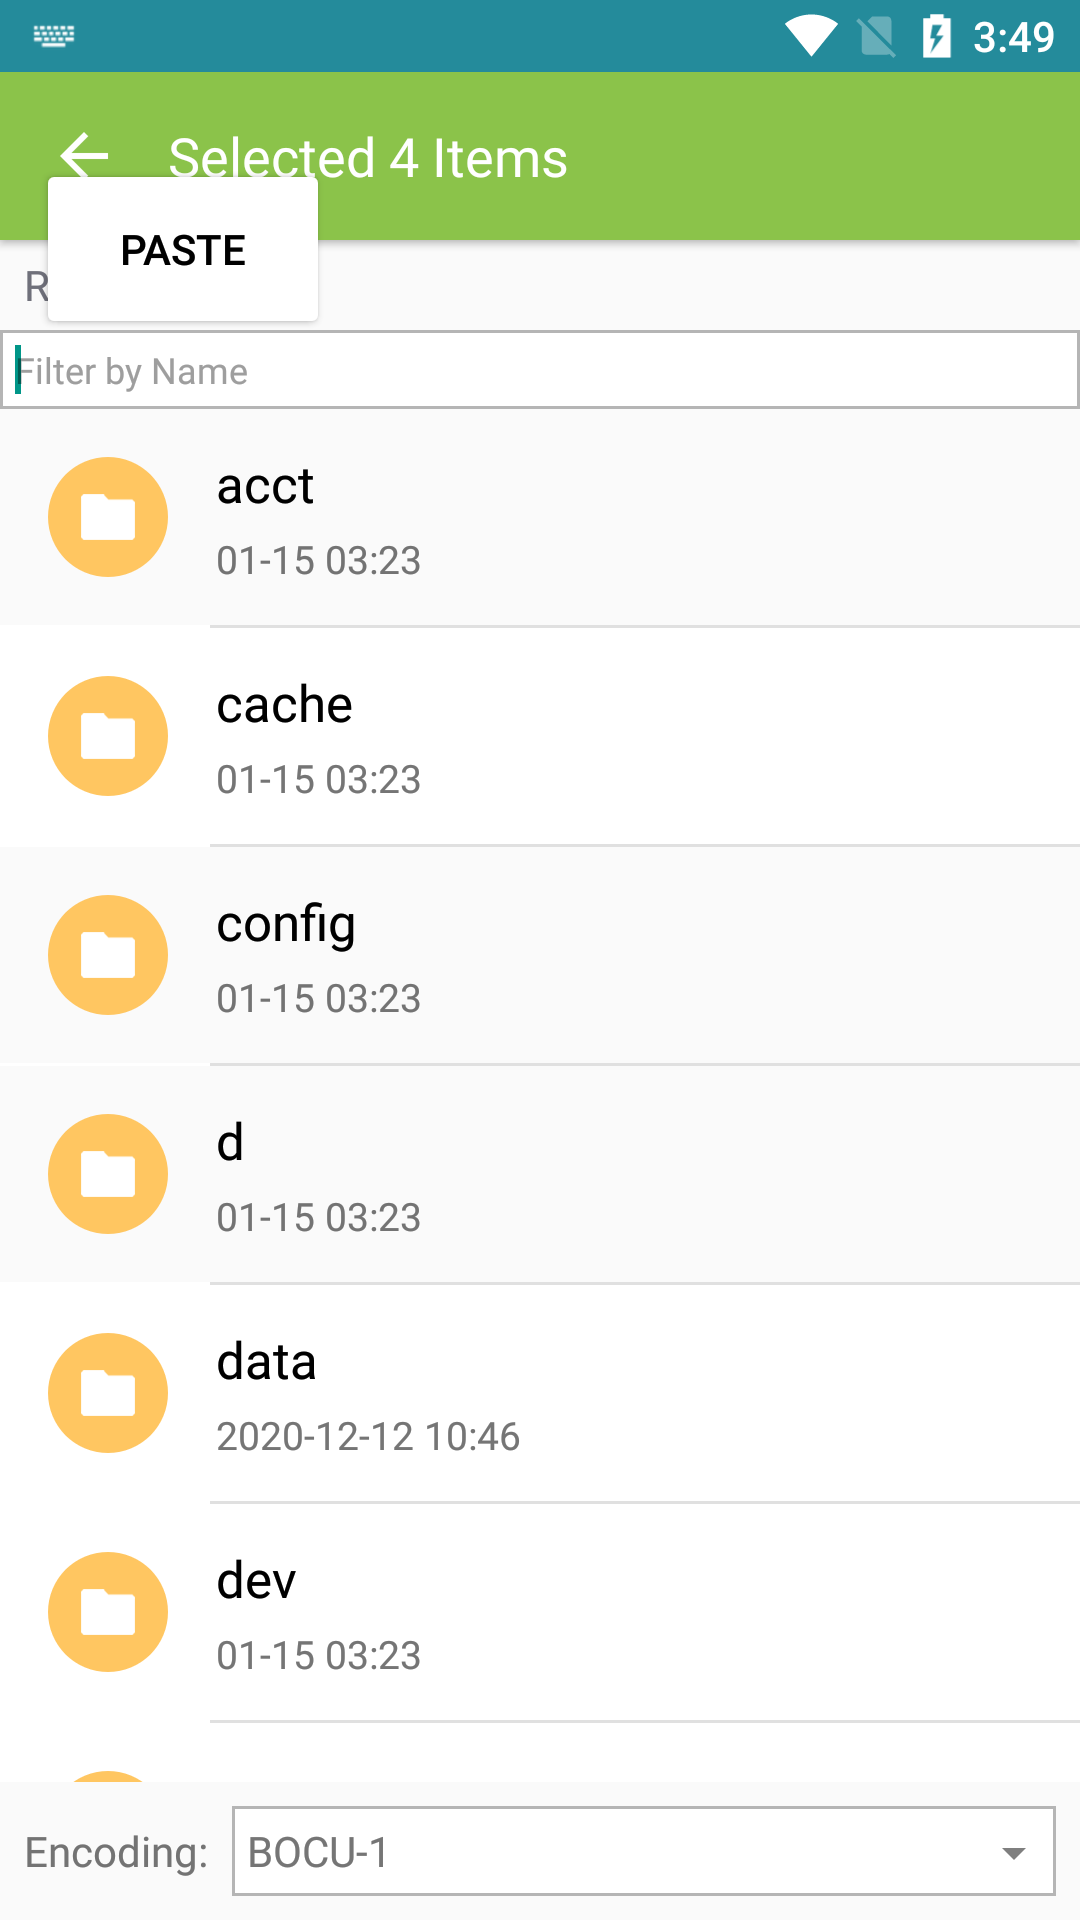 3:49
Selected 4 Items
PASTE
Filter by Name
acct
01-15 03:23
cache
01-15 03:23
config
01-15 03:23
d
01-15 03:23
data
2020-12-12 10:46
dev
01-15 03:23
Encoding:
BOCU-1